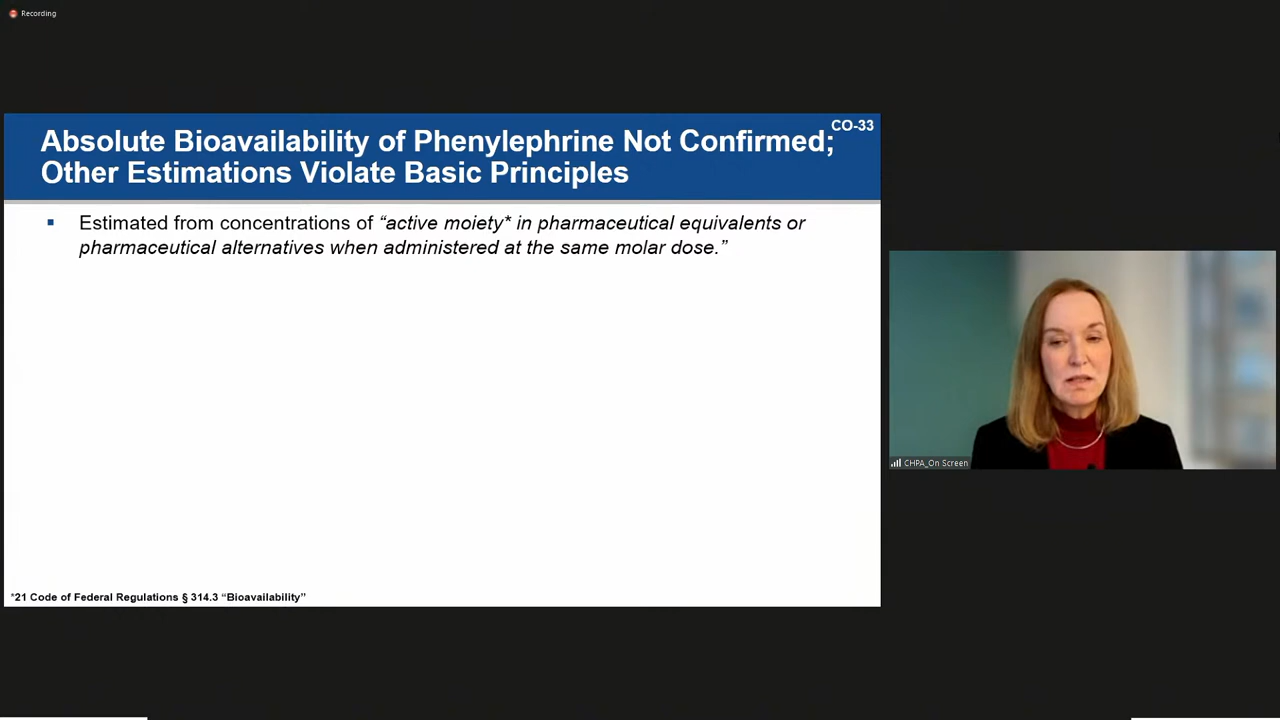 Recording
CO-33
Absolute Bioavailability of Phenylephrine Not Confirmed;
Other Estimations Violate Basic Principles
▪ Estimated from concentrations of “active moiety* in pharmaceutical equivalents or
pharmaceutical alternatives when administered at the same molar dose.”
CHPA_On Screen
*21 Code of Federal Regulations § 314.3 “Bioavailability”